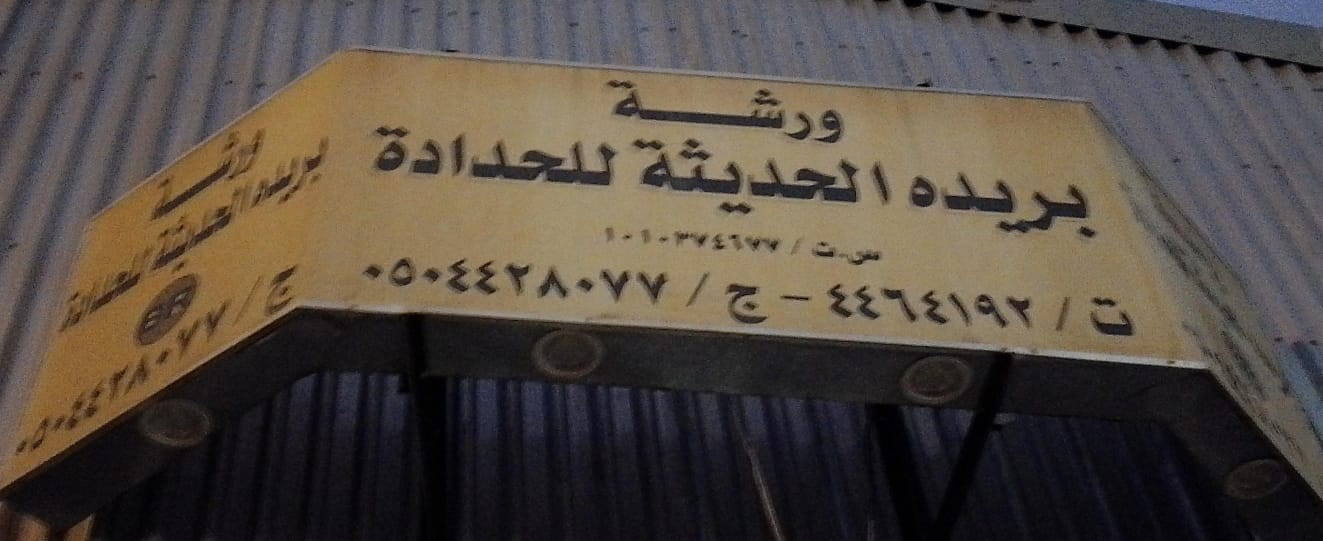 ورشة
بريده الحديثة للحدادة
س.ت / ١٠١٠٣٧٤٦٧٧
ت / ٤٤٦٤١٩٢ - ج / ٠٥٠٤٤٢٨٠٧٧
ورشة
بريده الحديثة للحدادة
ج / ٠٥٠٤٤٢٨٠٧٧